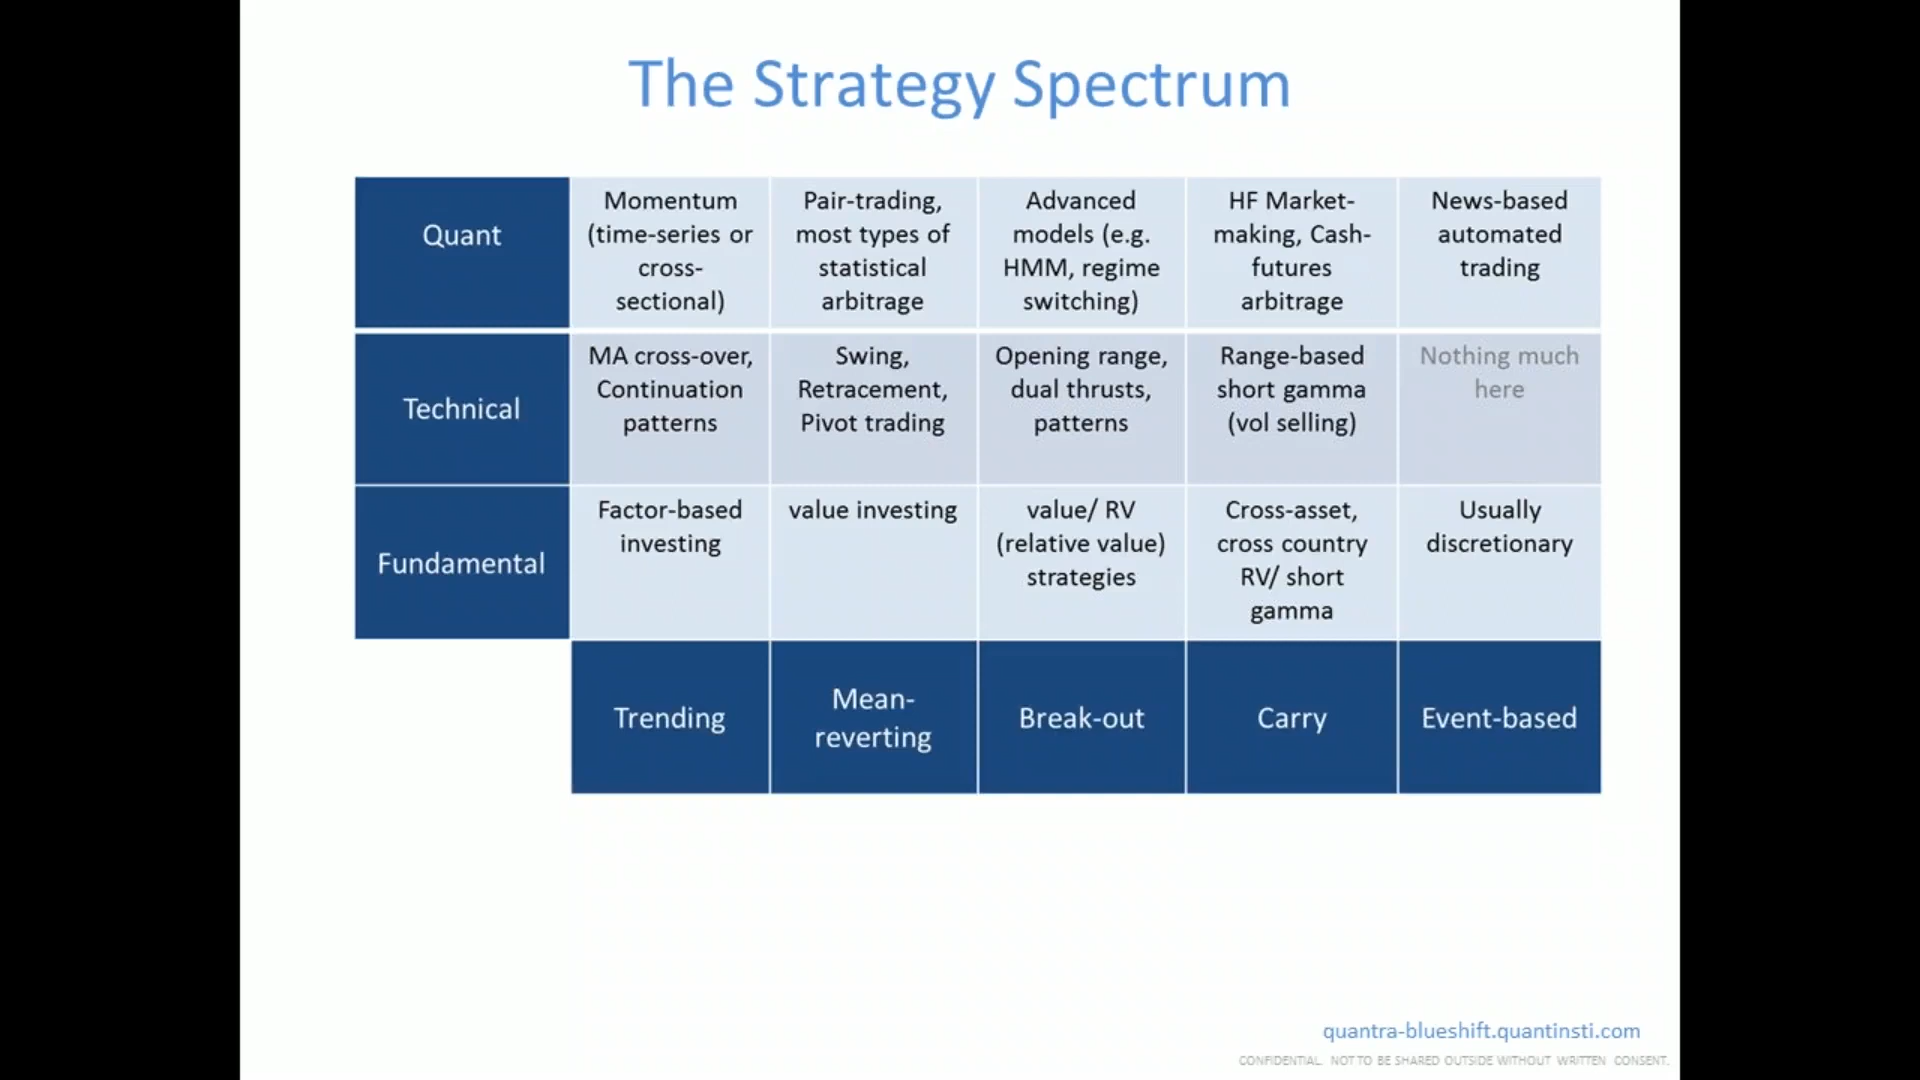 The Strategy Spectrum
Quant
Momentum
(time-series or
cross-
sectional)
Pair-trading,
most types of
statistical
arbitrage
Advanced
models (e.g.
HMM, regime
switching)
HF Market-
making, Cash-
futures
arbitrage
News-based
automated
trading
Technical
MA cross-over,
Continuation
patterns
Swing,
Retracement,
Pivot trading
Opening range,
dual thrusts,
patterns
Range-based
short gamma
(vol selling)
Nothing much
here
Fundamental
Factor-based
investing
value investing
value/ RV
(relative value)
strategies
Cross-asset,
cross country
RV/ short
gamma
Usually
discretionary
Trending
Mean-
reverting
Break-out
Carry
Event-based
quantra-blueshift.quantinsti.com
CONFIDENTIAL. NOT TO BE SHARED OUTSIDE WITHOUT WRITTEN CONSENT.